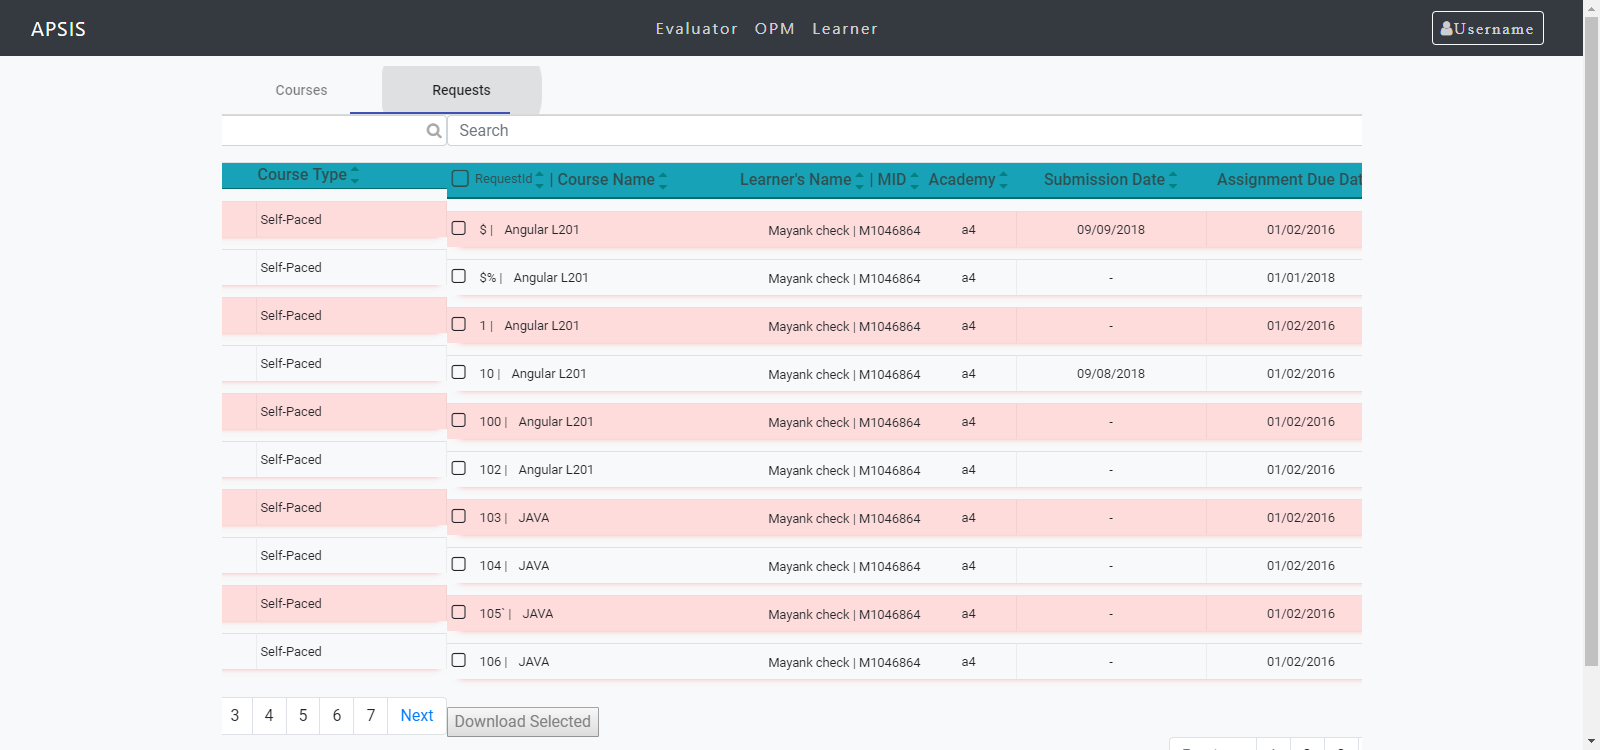 APSIS Evaluator OPM Learner Username
Courses Requests
Search
Course Type RequestId | Course Name Learner's Name | MID Academy Submission Date Assignment Due Dat
Self-Paced $ | Angular L201 Mayank check | M1046864 a4 09/09/2018 01/02/2016
Self-Paced $% | Angular L201 Mayank check | M1046864 a4 - 01/01/2018
Self-Paced 1 | Angular L201 Mayank check | M1046864 a4 - 01/02/2016
Self-Paced 10 | Angular L201 Mayank check | M1046864 a4 09/08/2018 01/02/2016
Self-Paced 100 | Angular L201 Mayank check | M1046864 a4 - 01/02/2016
Self-Paced 102 | Angular L201 Mayank check | M1046864 a4 - 01/02/2016
Self-Paced 103 | JAVA Mayank check | M1046864 a4 - 01/02/2016
Self-Paced 104 | JAVA Mayank check | M1046864 a4 - 01/02/2016
Self-Paced 105` | JAVA Mayank check | M1046864 a4 - 01/02/2016
Self-Paced 106 | JAVA Mayank check | M1046864 a4 - 01/02/2016
3 4 5 6 7 Next Download Selected